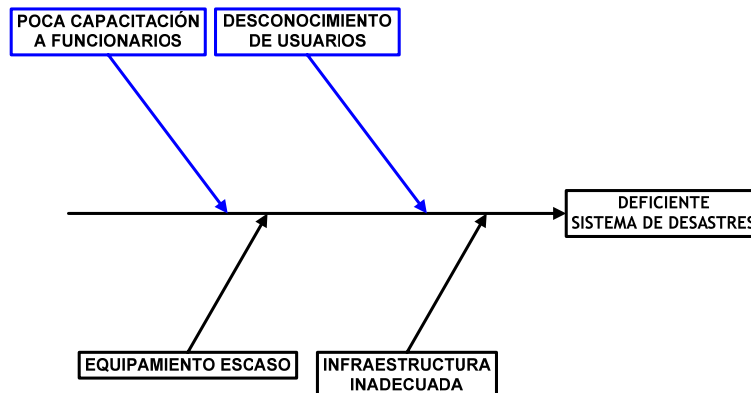 POCA CAPACITACIÓN
A FUNCIONARIOS
DESCONOCIMIENTO
DE USUARIOS
DEFICIENTE
SISTEMA DE DESASTRES
EQUIPAMIENTO ESCASO
INFRAESTRUCTURA
INADECUADA